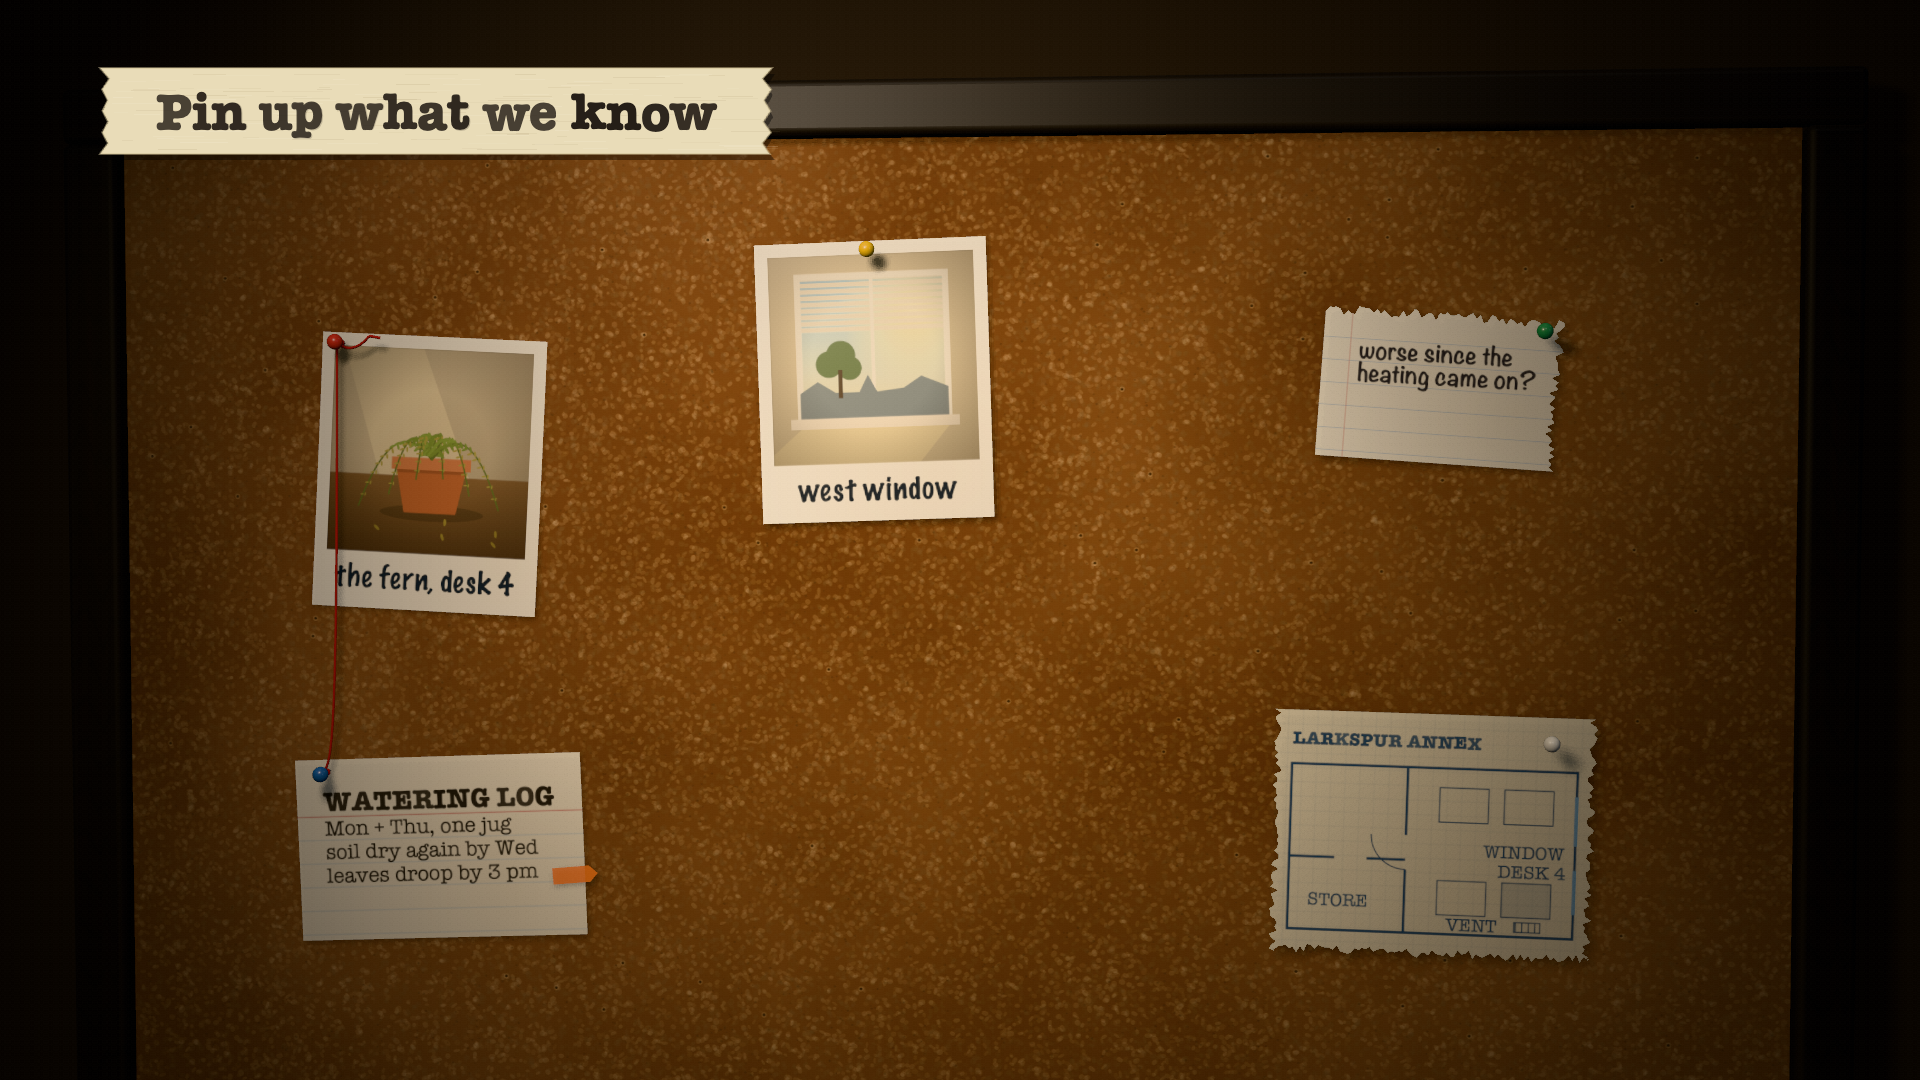 Pin up what we know
the fern, desk 4
west window
worse since the
heating came on?
WATERING LOG
Mon + Thu, one jug
soil dry again by Wed
leaves droop by 3 pm
LARKSPUR ANNEX
WINDOW
DESK 4
STORE
VENT